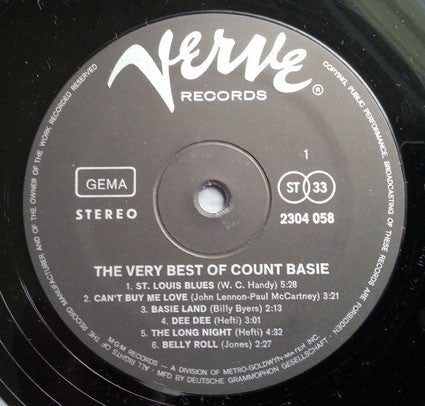 Verve
RECORDS
®
1
GEMA
STEREO
ST 33
2304 058
THE VERY BEST OF COUNT BASIE
1. ST. LOUIS BLUES (W. C. Handy) 5:28
2. CAN'T BUY ME LOVE (John Lennon-Paul McCartney) 3:21
3. BASIE LAND (Billy Byers) 2:13
4. DEE DEE (Hefti) 3:01
5. THE LONG NIGHT (Hefti) 4:32
6. BELLY ROLL (Jones) 2:27
M-G-M RECORDS — A DIVISION OF METRO-GOLDWYN-MAYER INC.
ALL RIGHTS OF THE MANUFACTURER AND OF THE OWNER OF THE WORK RECORDED RESERVED
COPYING, PUBLIC PERFORMANCE, BROADCASTING OF THESE RECORDS ARE FORBIDDEN
MFD BY DEUTSCHE GRAMMOPHON GESELLSCHAFT